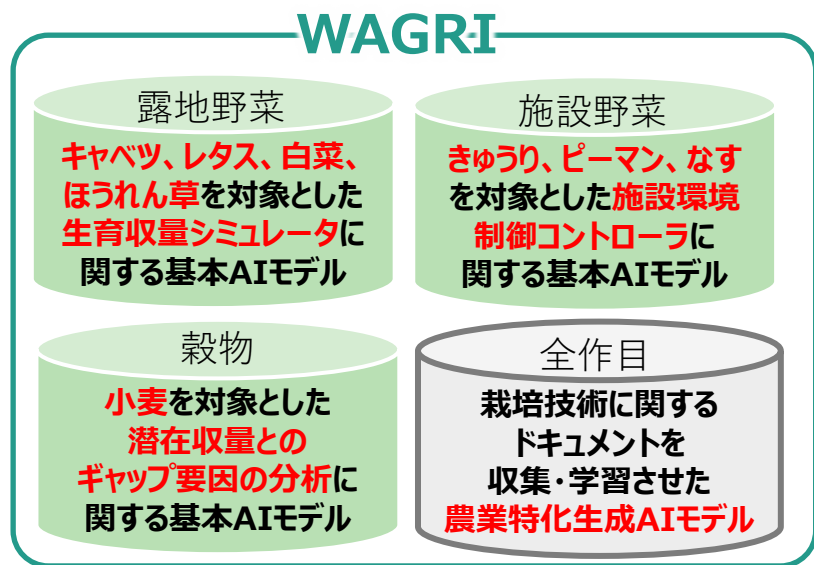 WAGRI
露地野菜
キャベツ、レタス、白菜、
ほうれん草を対象とした
生育収量シミュレータに
関する基本AIモデル
施設野菜
きゅうり、ピーマン、なす
を対象とした施設環境
制御コントローラに
関する基本AIモデル
穀物
小麦を対象とした
潜在収量との
ギャップ要因の分析に
関する基本AIモデル
全作目
栽培技術に関する
ドキュメントを
収集・学習させた
農業特化生成AIモデル